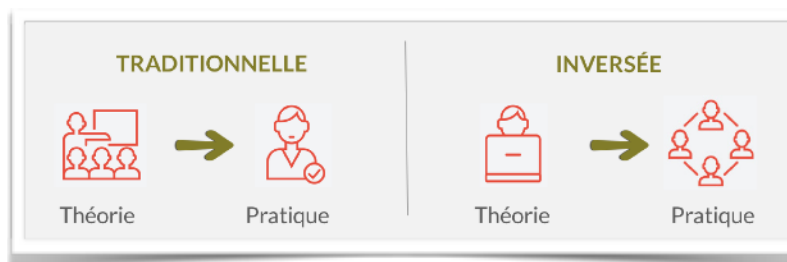 TRADITIONNELLE
Théorie
Pratique
INVERSÉE
Théorie
Pratique